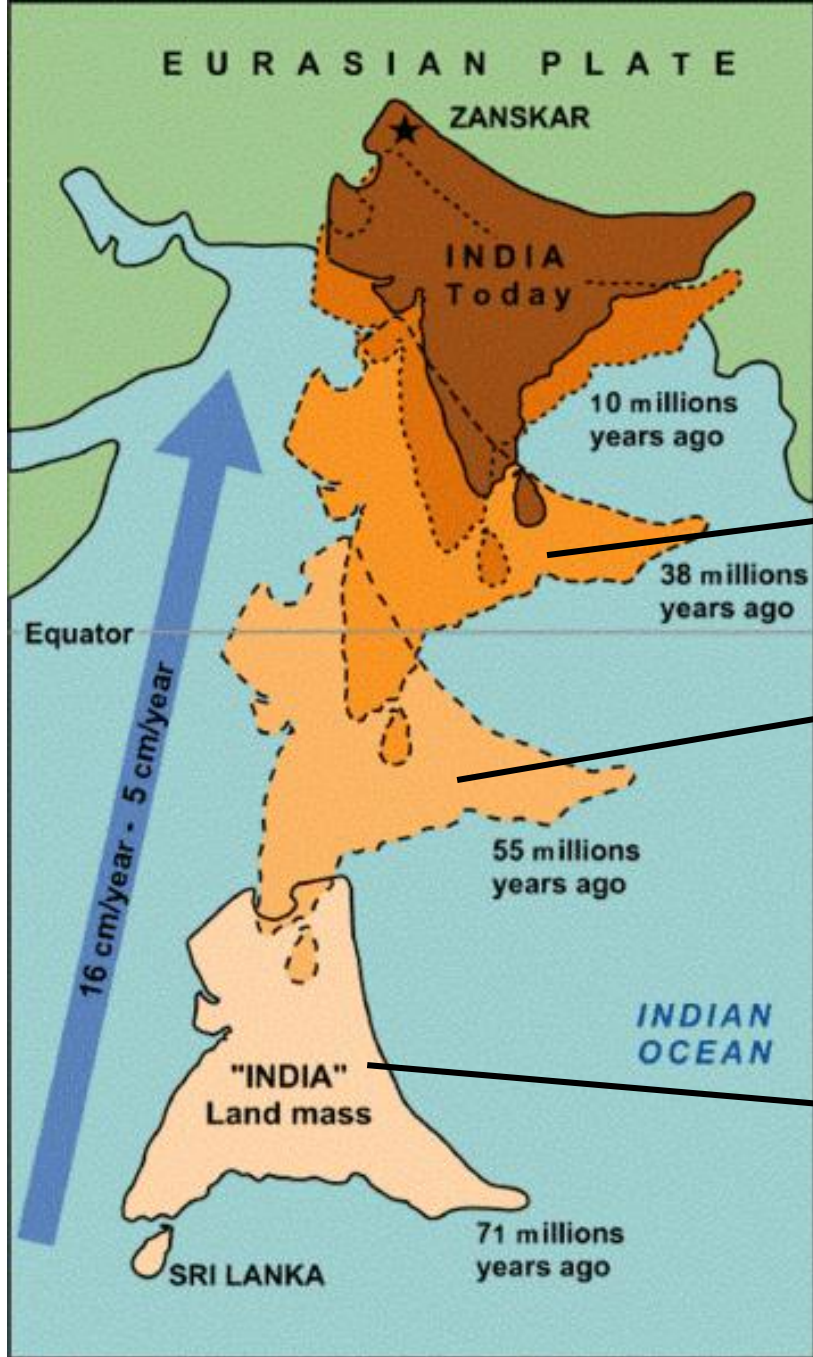 EURASIAN PLATE
ZANSKAR
INDIA
Today
10 millions
years ago
38 millions
years ago
Equator
16 cm/year - 5 cm/year
55 millions
years ago
INDIAN
OCEAN
"INDIA"
Land mass
71 millions
years ago
SRI LANKA